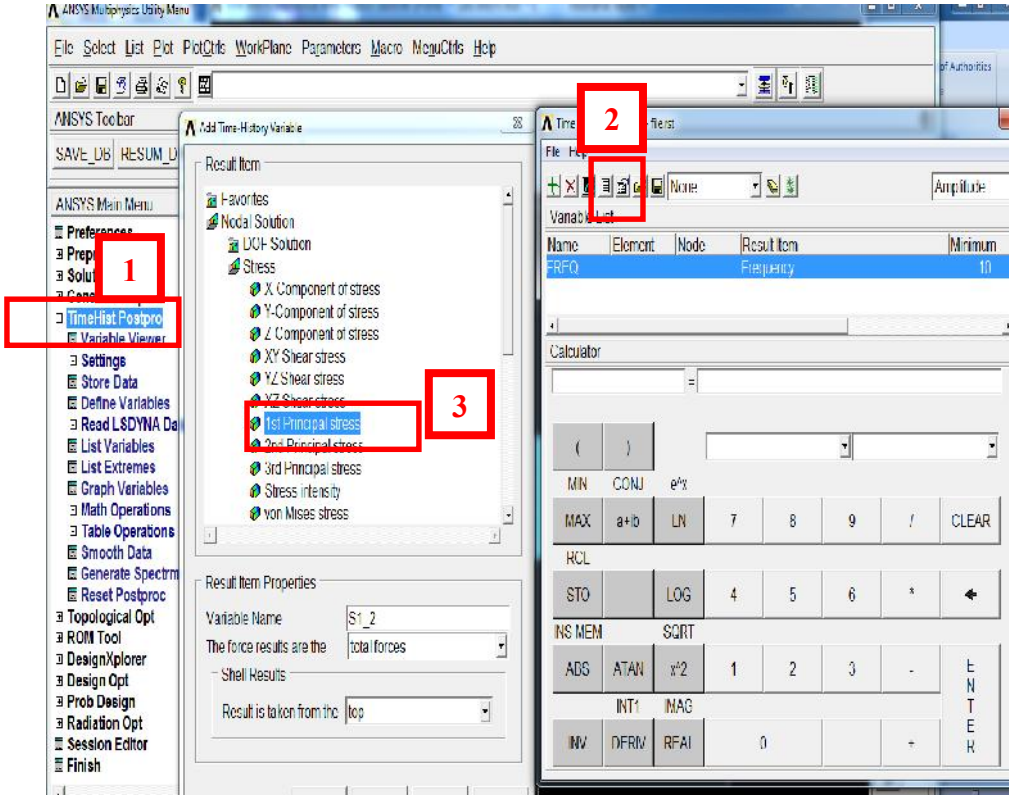 ANSYS Multiphysics Utility Menu
File Select List Plot PlotCtrls WorkPlane Parameters Macro MenuCtrls Help
of Authorities
ANSYS Toolbar
SAVE_DB RESUM_D
ANSYS Main Menu
Preferences
Prep
Solut
TimeHist Postpro
Variable Viewer
Settings
Store Data
Define Variables
Read LSDYNA Da
List Variables
List Extremes
Graph Variables
Math Operations
Table Operations
Smooth Data
Generate Spectrm
Reset Postproc
Topological Opt
ROM Tool
DesignXplorer
Design Opt
Prob Design
Radiation Opt
Session Editor
Finish
1
Add Time-History Variable
Result Item
Favorites
Nodal Solution
DOF Solution
Stress
X Component of stress
Y-Component of stress
Z Component of stress
XY Shear stress
YZ Shear stress
XZ Shear stress
1st Principal stress
2nd Principal stress
3rd Principal stress
Stress intensity
von Mises stress
3
Result Item Properties
Variable Name S1_2
The force results are the total forces
Shell Results
Result is taken from the top
Time file.rst
2
File Help
None Amplitude
Variable List
Name Element Node Result Item Minimum
FREQ Frequency 10
Calculator
=
( )
MIN CONJ e^x
MAX a+ib LN 7 8 9 / CLEAR
RCL
STO LOG 4 5 6 *
INS MEM SQRT
ABS ATAN x^2 1 2 3 - ENTER
INT1 IMAG
INV DERIV REAL 0 +